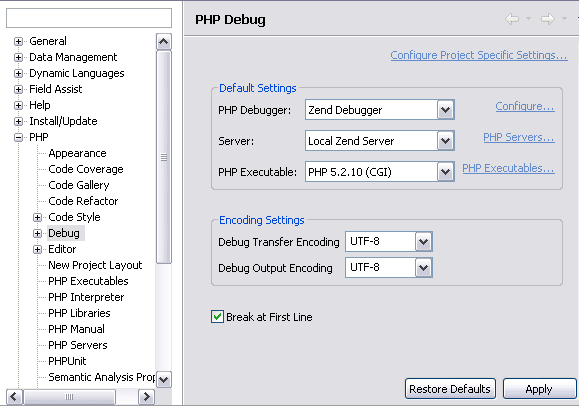 PHP Debug
General
Data Management
Dynamic Languages
Field Assist
Help
Install/Update
PHP
Appearance
Code Coverage
Code Gallery
Code Refactor
Code Style
Debug
Editor
New Project Layout
PHP Executables
PHP Interpreter
PHP Libraries
PHP Manual
PHP Servers
PHPUnit
Semantic Analysis Prop
Configure Project Specific Settings...
Default Settings
PHP Debugger: Zend Debugger Configure...
Server: Local Zend Server PHP Servers...
PHP Executable: PHP 5.2.10 (CGI) PHP Executables...
Encoding Settings
Debug Transfer Encoding UTF-8
Debug Output Encoding UTF-8
Break at First Line
Restore Defaults Apply